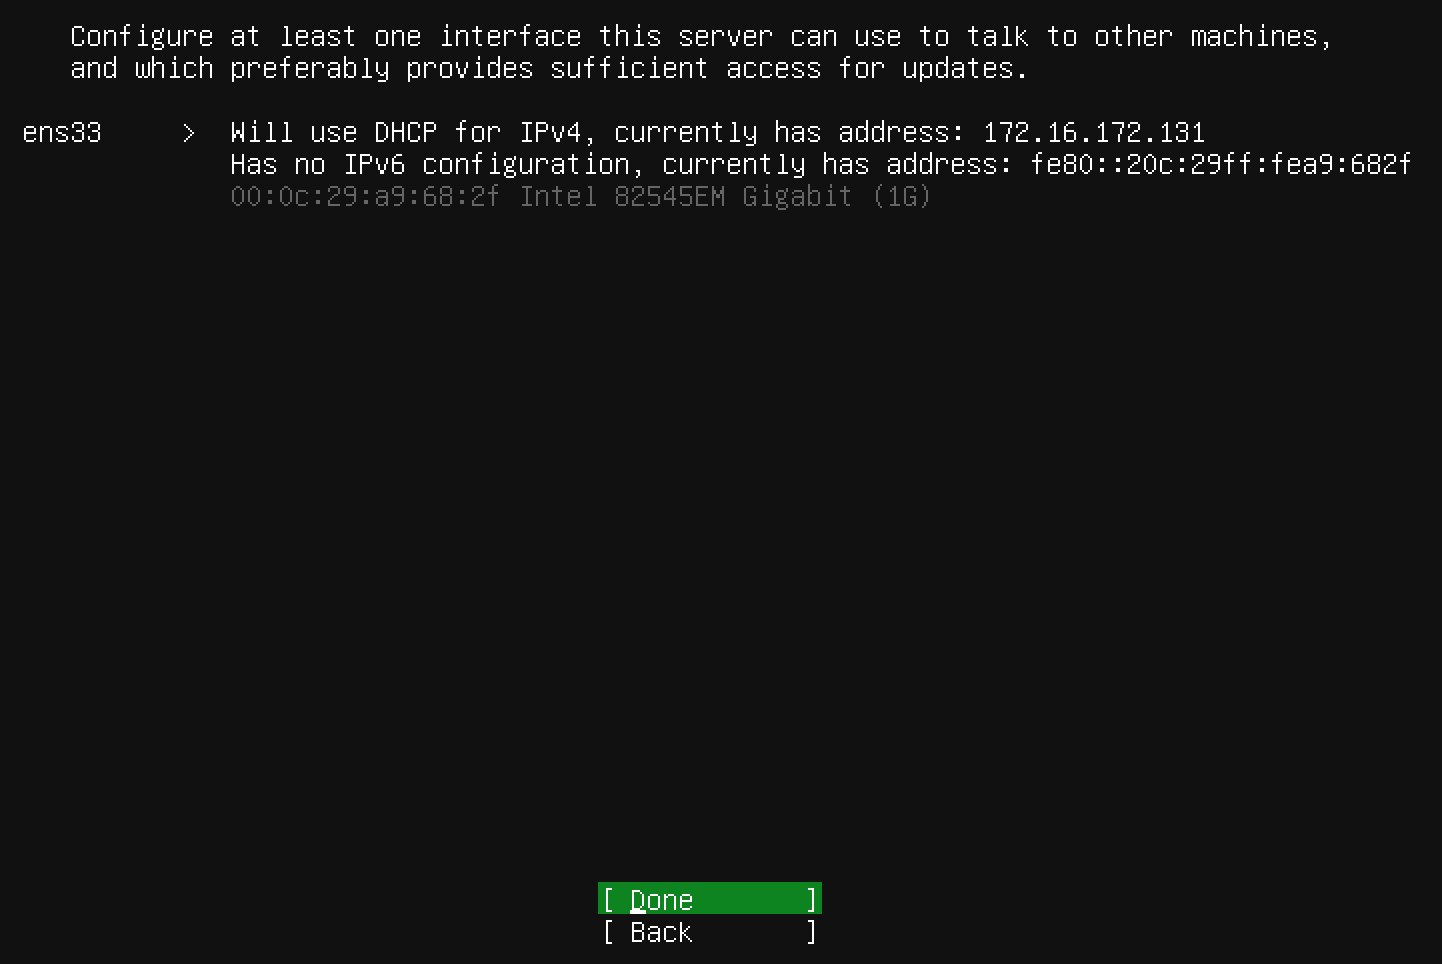 Configure at least one interface this server can use to talk to other machines,
and which preferably provides sufficient access for updates.
ens33 > Will use DHCP for IPv4, currently has address: 172.16.172.131
Has no IPv6 configuration, currently has address: fe80::20c:29ff:fea9:682f
00:0c:29:a9:68:2f Intel 82545EM Gigabit (1G)
[ Done ]
[ Back ]